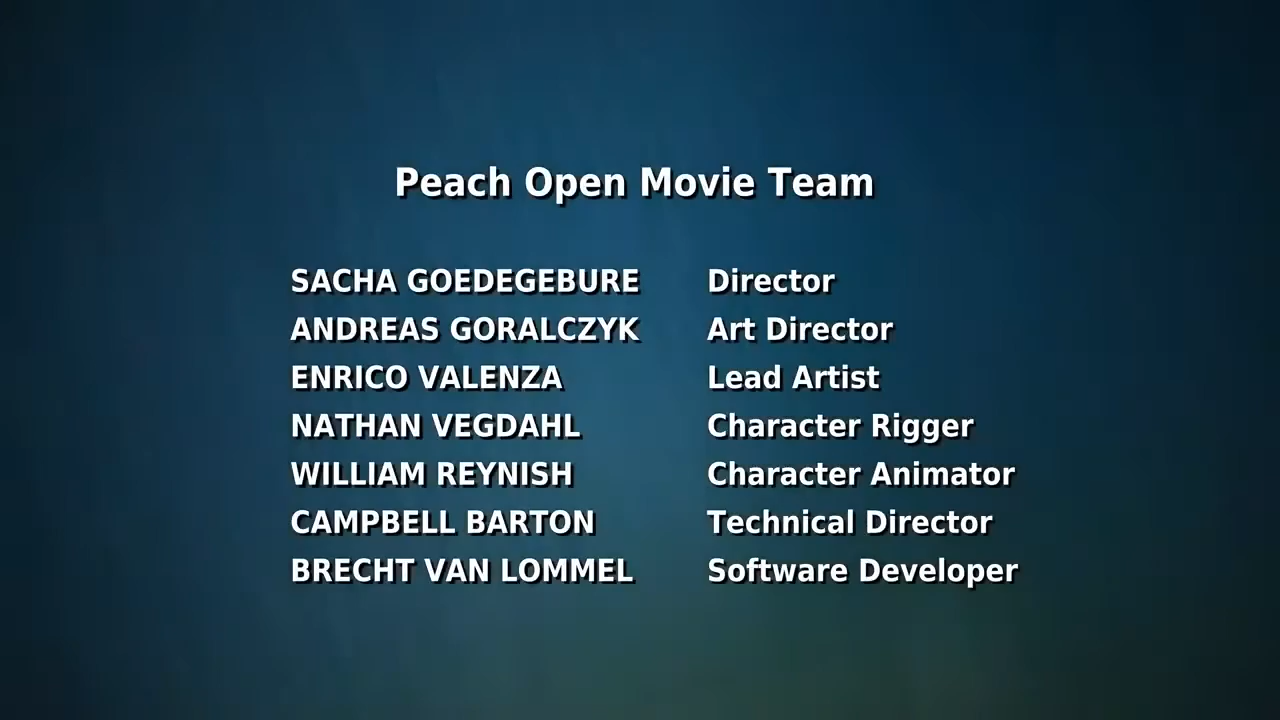 Peach Open Movie Team
SACHA GOEDEGEBURE Director
ANDREAS GORALCZYK Art Director
ENRICO VALENZA Lead Artist
NATHAN VEGDAHL Character Rigger
WILLIAM REYNISH Character Animator
CAMPBELL BARTON Technical Director
BRECHT VAN LOMMEL Software Developer